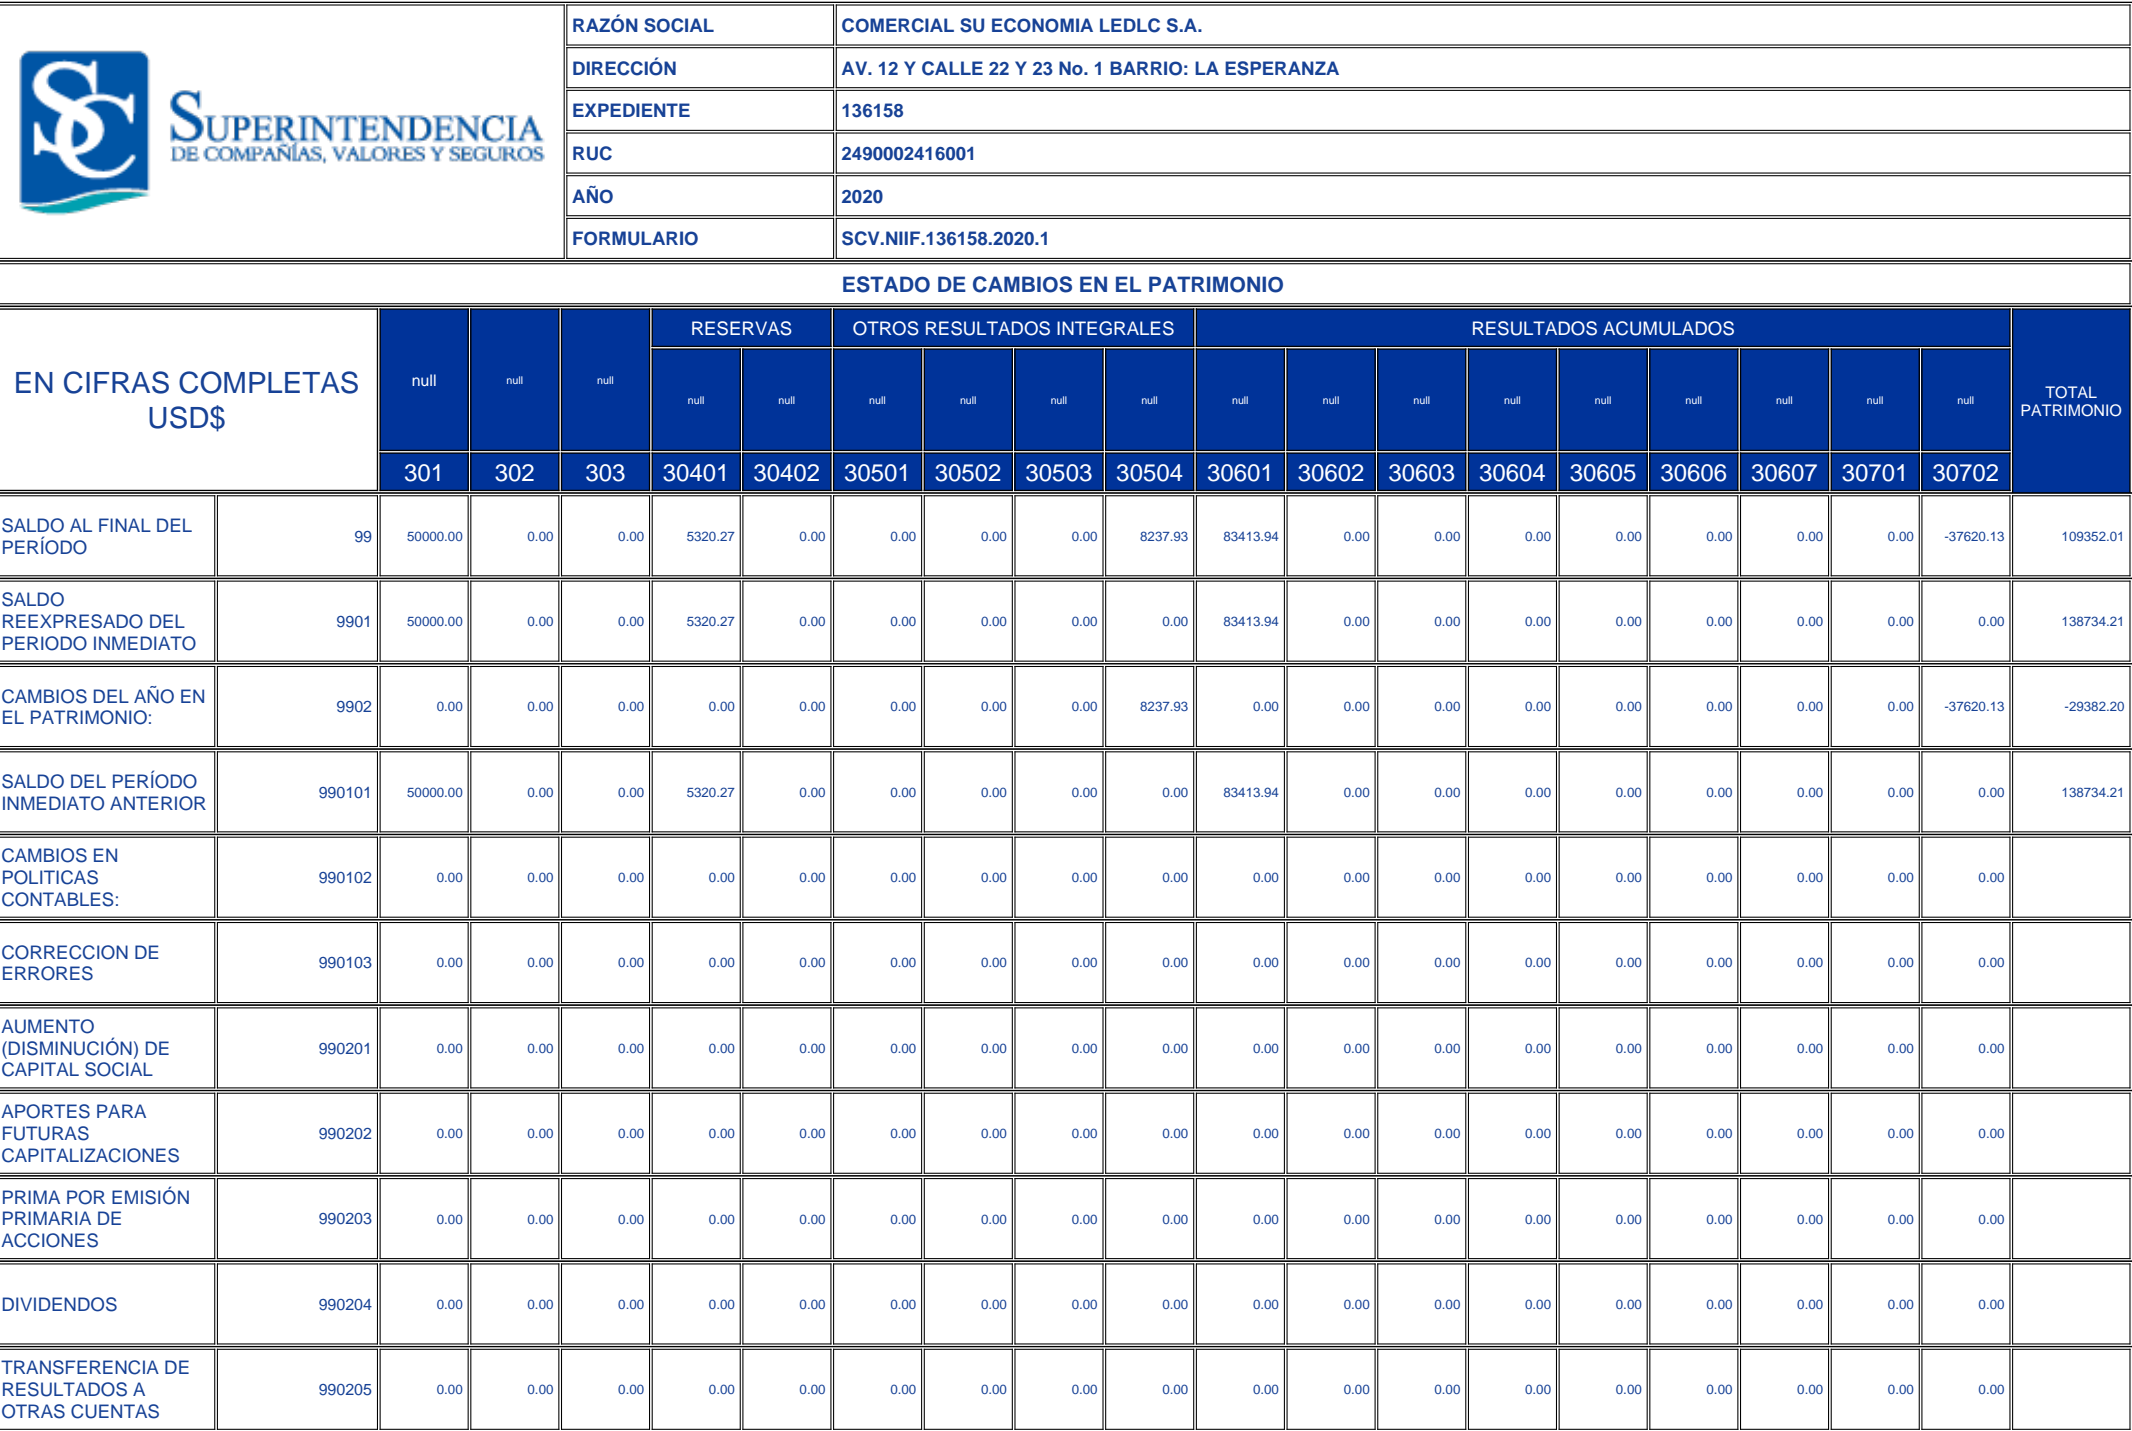 SUPERINTENDENCIA
DE COMPAÑÍAS, VALORES Y SEGUROS
RAZÓN SOCIAL COMERCIAL SU ECONOMIA LEDLC S.A.
DIRECCIÓN AV. 12 Y CALLE 22 Y 23 No. 1 BARRIO: LA ESPERANZA
EXPEDIENTE 136158
RUC 2490002416001
AÑO 2020
FORMULARIO SCV.NIIF.136158.2020.1
ESTADO DE CAMBIOS EN EL PATRIMONIO
EN CIFRAS COMPLETAS
USD$
RESERVAS OTROS RESULTADOS INTEGRALES RESULTADOS ACUMULADOS
null null null null null null null null null null null null null null null null null null
TOTAL
PATRIMONIO
301 302 303 30401 30402 30501 30502 30503 30504 30601 30602 30603 30604 30605 30606 30607 30701 30702
SALDO AL FINAL DEL
PERÍODO
99 50000.00 0.00 0.00 5320.27 0.00 0.00 0.00 0.00 8237.93 83413.94 0.00 0.00 0.00 0.00 0.00 0.00 0.00 -37620.13 109352.01
SALDO
REEXPRESADO DEL
PERIODO INMEDIATO
9901 50000.00 0.00 0.00 5320.27 0.00 0.00 0.00 0.00 0.00 83413.94 0.00 0.00 0.00 0.00 0.00 0.00 0.00 0.00 138734.21
CAMBIOS DEL AÑO EN
EL PATRIMONIO:
9902 0.00 0.00 0.00 0.00 0.00 0.00 0.00 0.00 8237.93 0.00 0.00 0.00 0.00 0.00 0.00 0.00 0.00 -37620.13 -29382.20
SALDO DEL PERÍODO
INMEDIATO ANTERIOR
990101 50000.00 0.00 0.00 5320.27 0.00 0.00 0.00 0.00 0.00 83413.94 0.00 0.00 0.00 0.00 0.00 0.00 0.00 0.00 138734.21
CAMBIOS EN
POLITICAS
CONTABLES:
990102 0.00 0.00 0.00 0.00 0.00 0.00 0.00 0.00 0.00 0.00 0.00 0.00 0.00 0.00 0.00 0.00 0.00 0.00
CORRECCION DE
ERRORES
990103 0.00 0.00 0.00 0.00 0.00 0.00 0.00 0.00 0.00 0.00 0.00 0.00 0.00 0.00 0.00 0.00 0.00 0.00
AUMENTO
(DISMINUCIÓN) DE
CAPITAL SOCIAL
990201 0.00 0.00 0.00 0.00 0.00 0.00 0.00 0.00 0.00 0.00 0.00 0.00 0.00 0.00 0.00 0.00 0.00 0.00
APORTES PARA
FUTURAS
CAPITALIZACIONES
990202 0.00 0.00 0.00 0.00 0.00 0.00 0.00 0.00 0.00 0.00 0.00 0.00 0.00 0.00 0.00 0.00 0.00 0.00
PRIMA POR EMISIÓN
PRIMARIA DE
ACCIONES
990203 0.00 0.00 0.00 0.00 0.00 0.00 0.00 0.00 0.00 0.00 0.00 0.00 0.00 0.00 0.00 0.00 0.00 0.00
DIVIDENDOS
990204 0.00 0.00 0.00 0.00 0.00 0.00 0.00 0.00 0.00 0.00 0.00 0.00 0.00 0.00 0.00 0.00 0.00 0.00
TRANSFERENCIA DE
RESULTADOS A
OTRAS CUENTAS
990205 0.00 0.00 0.00 0.00 0.00 0.00 0.00 0.00 0.00 0.00 0.00 0.00 0.00 0.00 0.00 0.00 0.00 0.00